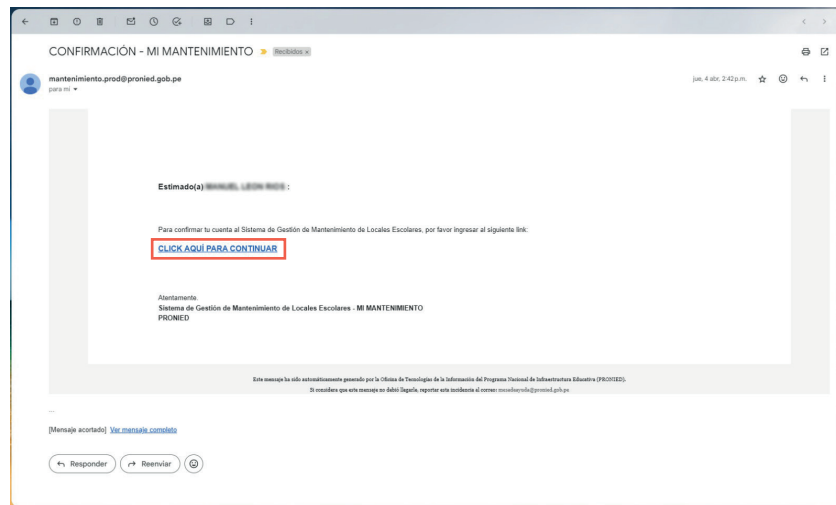 CONFIRMACIÓN - MI MANTENIMIENTO Recibidos x
mantenimiento.prod@pronied.gob.pe jue, 4 abr, 2:42 p.m.
para mí
Estimado(a) :
Para confirmar tu cuenta al Sistema de Gestión de Mantenimiento de Locales Escolares, por favor ingresar al siguiente link:
CLICK AQUÍ PARA CONTINUAR
Atentamente.
Sistema de Gestión de Mantenimiento de Locales Escolares - MI MANTENIMIENTO
PRONIED
Este mensaje ha sido automáticamente generado por la Oficina de Tecnologías de la Información del Programa Nacional de Infraestructura Educativa (PRONIED).
Si considera que este mensaje no debió llegarle, reportar esta incidencia al correo:
...
[Mensaje acortado] Ver mensaje completo
Responder Reenviar